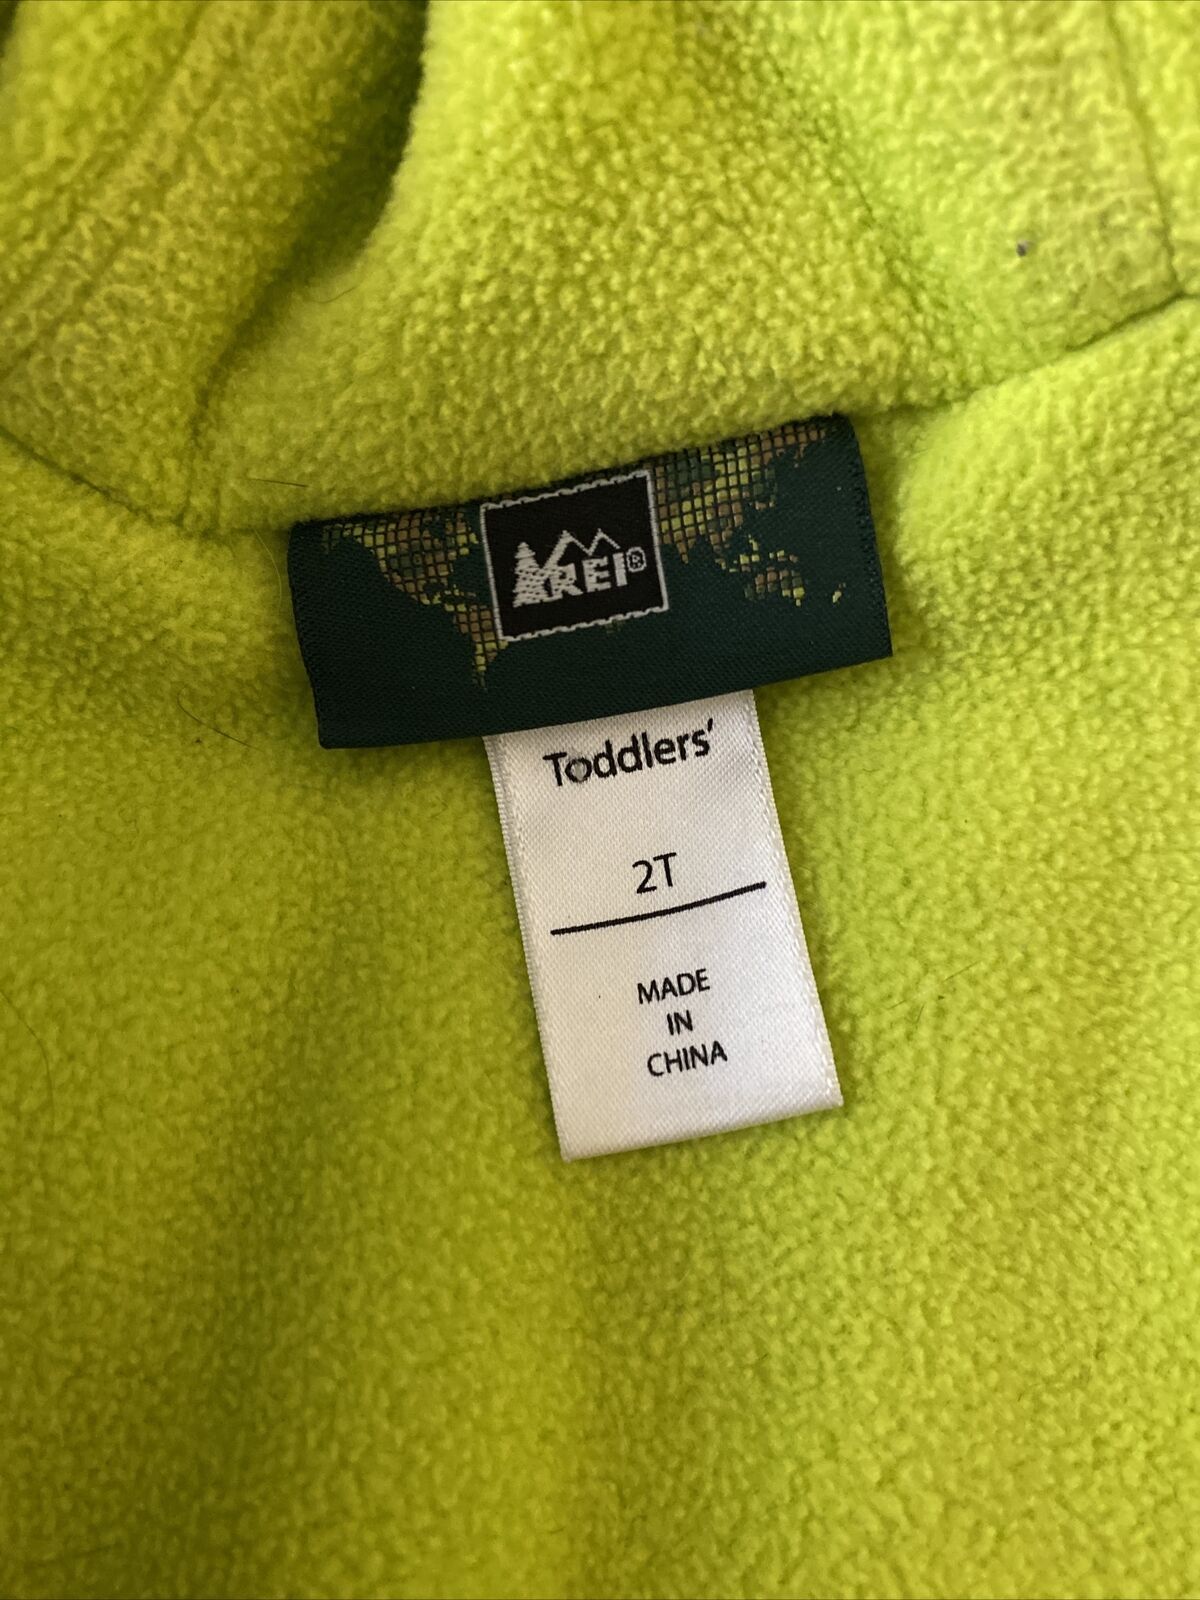 REI®
Toddlers'
2T
MADE
IN
CHINA